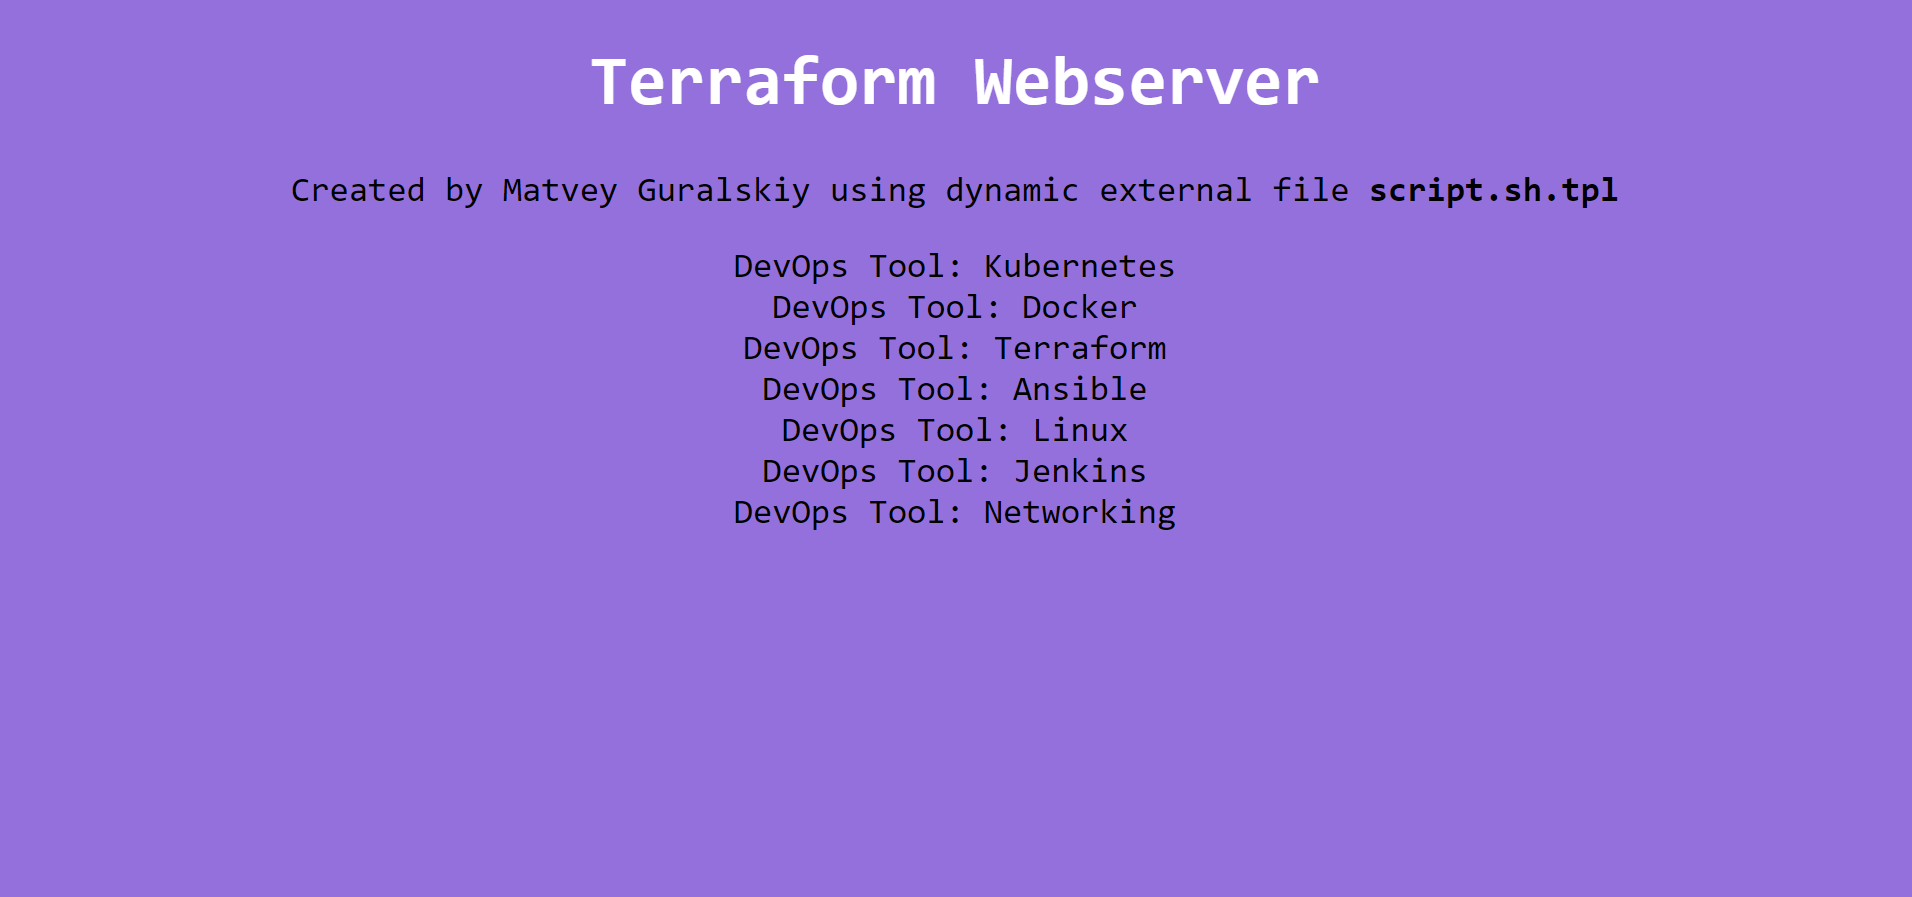 Terraform Webserver
Created by Matvey Guralskiy using dynamic external file script.sh.tpl
DevOps Tool: Kubernetes
DevOps Tool: Docker
DevOps Tool: Terraform
DevOps Tool: Ansible
DevOps Tool: Linux
DevOps Tool: Jenkins
DevOps Tool: Networking